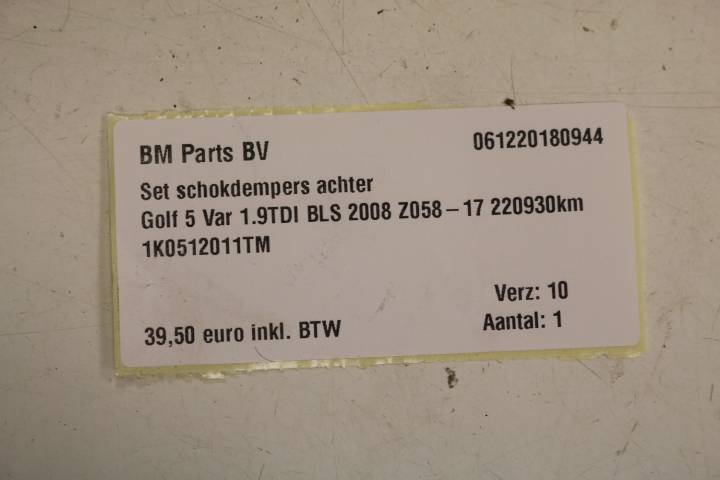 BM Parts BV 061220180944
Set schokdempers achter
Golf 5 Var 1.9TDI BLS 2008 Z058-17 220930km
1K0512011TM
Verz: 10
39,50 euro inkl. BTW Aantal: 1